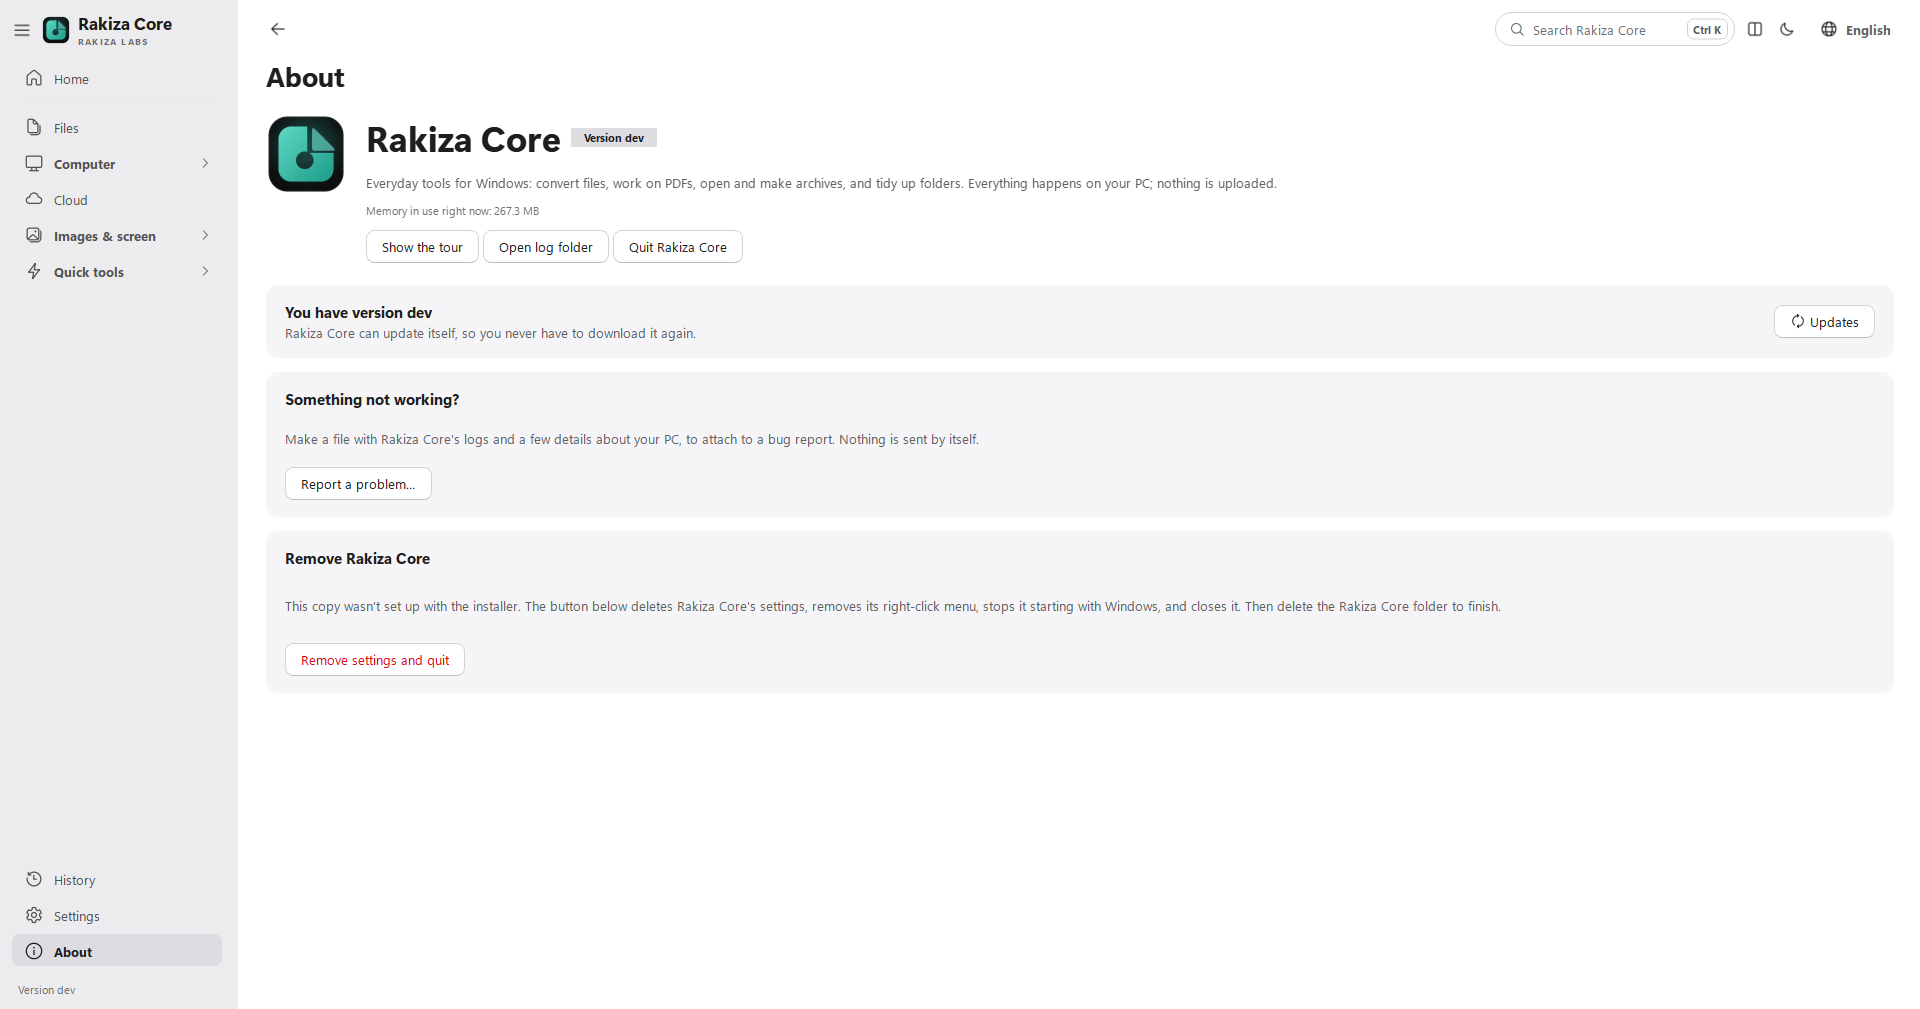 Rakiza Core
RAKIZA LABS
Home
Files
Computer
Cloud
Images & screen
Quick tools
History
Settings
About
Version dev
Search Rakiza Core
Ctrl K
English
About
Rakiza Core
Version dev
Everyday tools for Windows: convert files, work on PDFs, open and make archives, and tidy up folders. Everything happens on your PC; nothing is uploaded.
Memory in use right now: 267.3 MB
Show the tour
Open log folder
Quit Rakiza Core
You have version dev
Rakiza Core can update itself, so you never have to download it again.
Updates
Something not working?
Make a file with Rakiza Core's logs and a few details about your PC, to attach to a bug report. Nothing is sent by itself.
Report a problem...
Remove Rakiza Core
This copy wasn't set up with the installer. The button below deletes Rakiza Core's settings, removes its right-click menu, stops it starting with Windows, and closes it. Then delete the Rakiza Core folder to finish.
Remove settings and quit